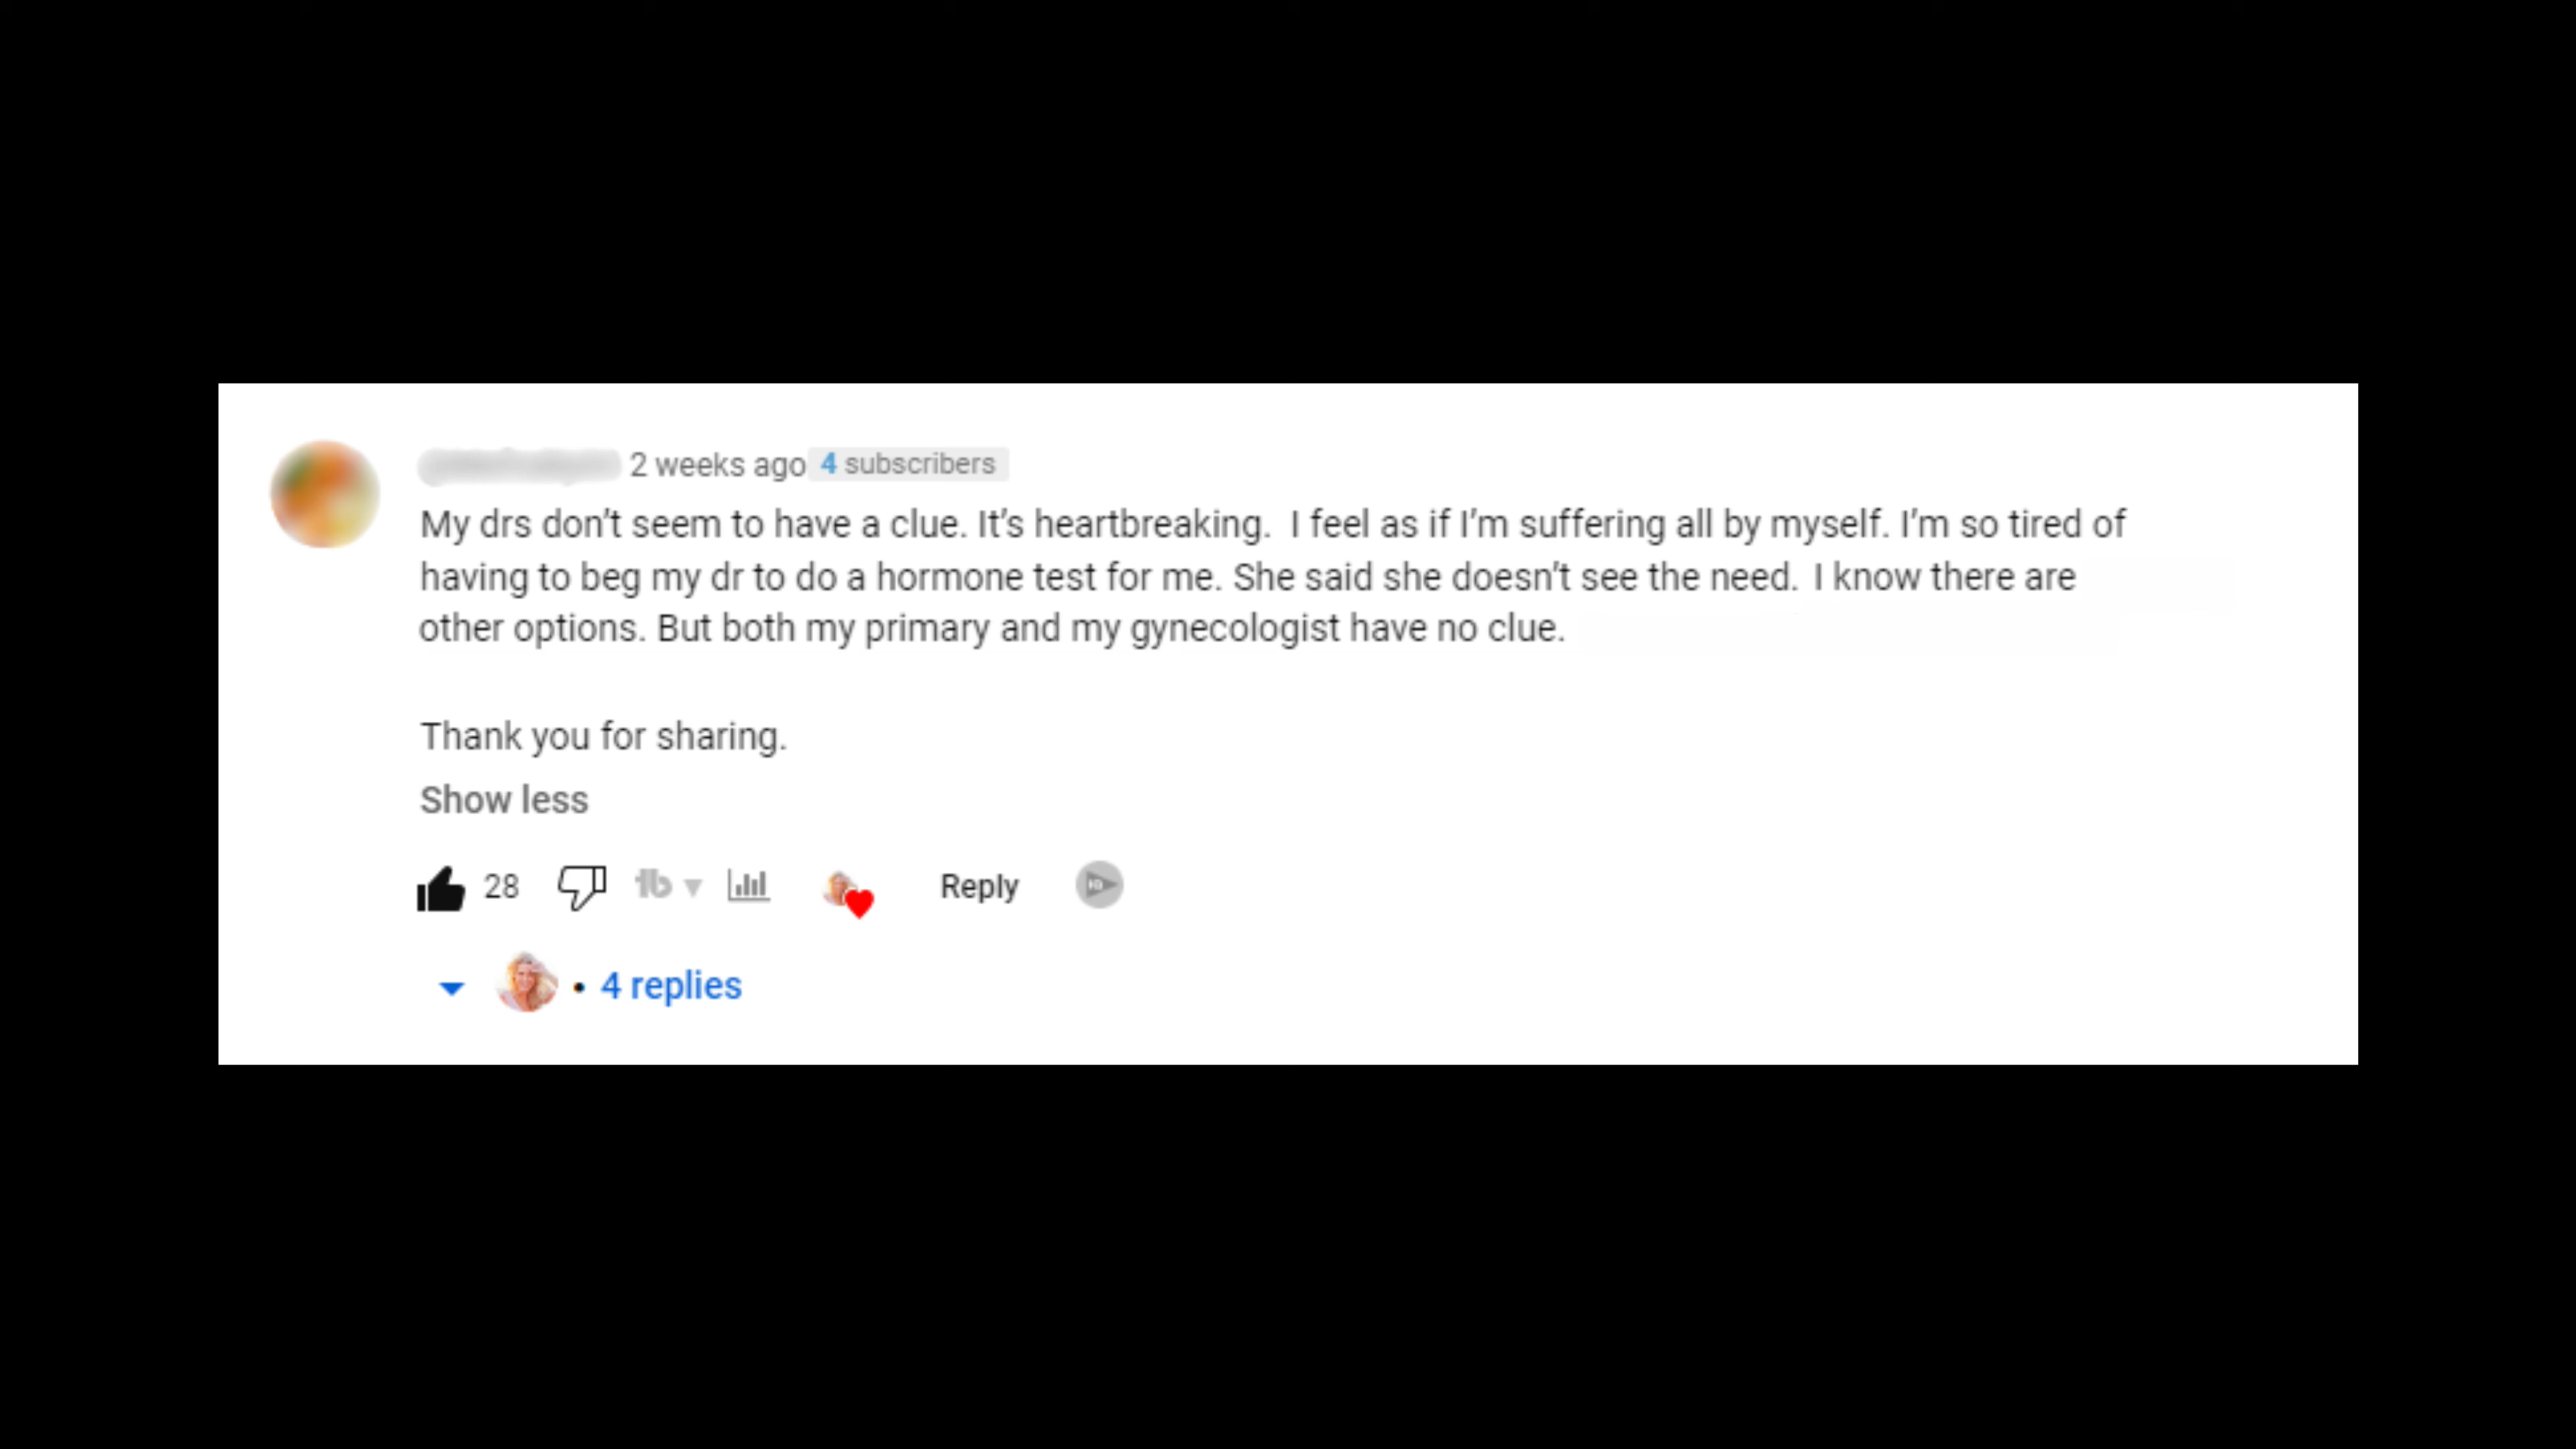 2 weeks ago 4 subscribers
My drs don't seem to have a clue. It's heartbreaking.  I feel as if I'm suffering all by myself. I'm so tired of
having to beg my dr to do a hormone test for me. She said she doesn't see the need.  I know there are
other options. But both my primary and my gynecologist have no clue.
Thank you for sharing.
Show less
28 Reply
4 replies